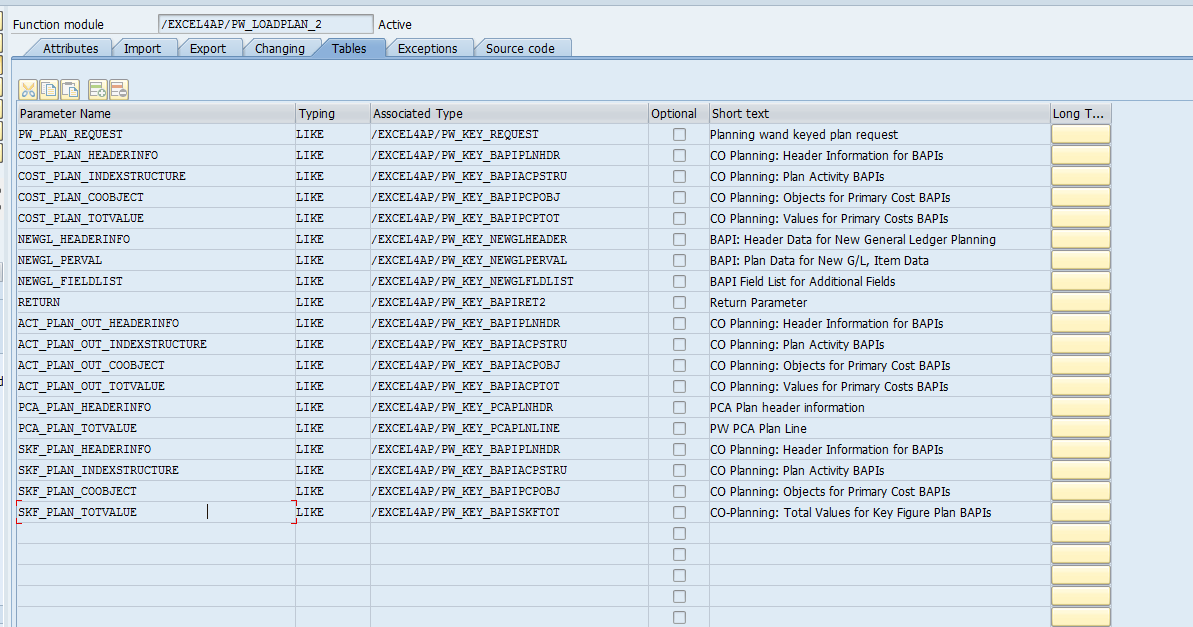 Function module /EXCEL4AP/PW_LOADPLAN_2 Active
Attributes Import Export Changing Tables Exceptions Source code
Parameter Name Typing Associated Type Optional Short text Long T...
PW_PLAN_REQUEST LIKE /EXCEL4AP/PW_KEY_REQUEST Planning wand keyed plan request
COST_PLAN_HEADERINFO LIKE /EXCEL4AP/PW_KEY_BAPIPLNHDR CO Planning: Header Information for BAPIs
COST_PLAN_INDEXSTRUCTURE LIKE /EXCEL4AP/PW_KEY_BAPIACPSTRU CO Planning: Plan Activity BAPIs
COST_PLAN_COOBJECT LIKE /EXCEL4AP/PW_KEY_BAPIPCPOBJ CO Planning: Objects for Primary Cost BAPIs
COST_PLAN_TOTVALUE LIKE /EXCEL4AP/PW_KEY_BAPIPCPTOT CO Planning: Values for Primary Costs BAPIs
NEWGL_HEADERINFO LIKE /EXCEL4AP/PW_KEY_NEWGLHEADER BAPI: Header Data for New General Ledger Planning
NEWGL_PERVAL LIKE /EXCEL4AP/PW_KEY_NEWGLPERVAL BAPI: Plan Data for New G/L, Item Data
NEWGL_FIELDLIST LIKE /EXCEL4AP/PW_KEY_NEWGLFLDLIST BAPI Field List for Additional Fields
RETURN LIKE /EXCEL4AP/PW_KEY_BAPIRET2 Return Parameter
ACT_PLAN_OUT_HEADERINFO LIKE /EXCEL4AP/PW_KEY_BAPIPLNHDR CO Planning: Header Information for BAPIs
ACT_PLAN_OUT_INDEXSTRUCTURE LIKE /EXCEL4AP/PW_KEY_BAPIACPSTRU CO Planning: Plan Activity BAPIs
ACT_PLAN_OUT_COOBJECT LIKE /EXCEL4AP/PW_KEY_BAPIACPOBJ CO Planning: Objects for Primary Cost BAPIs
ACT_PLAN_OUT_TOTVALUE LIKE /EXCEL4AP/PW_KEY_BAPIACPTOT CO Planning: Values for Primary Costs BAPIs
PCA_PLAN_HEADERINFO LIKE /EXCEL4AP/PW_KEY_PCAPLNHDR PCA Plan header information
PCA_PLAN_TOTVALUE LIKE /EXCEL4AP/PW_KEY_PCAPLNLINE PW PCA Plan Line
SKF_PLAN_HEADERINFO LIKE /EXCEL4AP/PW_KEY_BAPIPLNHDR CO Planning: Header Information for BAPIs
SKF_PLAN_INDEXSTRUCTURE LIKE /EXCEL4AP/PW_KEY_BAPIACPSTRU CO Planning: Plan Activity BAPIs
SKF_PLAN_COOBJECT LIKE /EXCEL4AP/PW_KEY_BAPIPCPOBJ CO Planning: Objects for Primary Cost BAPIs
SKF_PLAN_TOTVALUE LIKE /EXCEL4AP/PW_KEY_BAPISKFTOT CO-Planning: Total Values for Key Figure Plan BAPIs